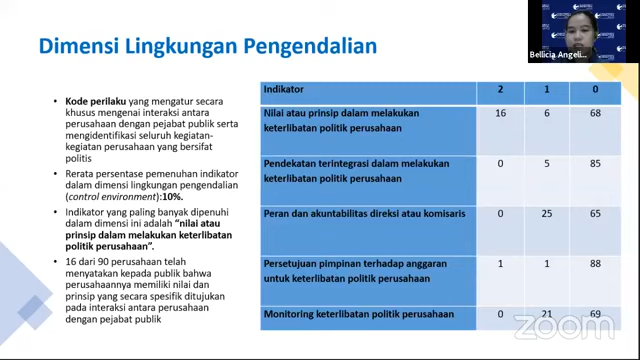 Dimensi Lingkungan Pengendalian
Bellicia Angeli...
• Kode perilaku yang mengatur secara
khusus mengenai interaksi antara
perusahaan dengan pejabat publik serta
mengidentifikasi seluruh kegiatan-
kegiatan perusahaan yang bersifat
politis
• Rerata persentase pemenuhan indikator
dalam dimensi lingkungan pengendalian
(control environment):10%.
• Indikator yang paling banyak dipenuhi
dalam dimensi ini adalah “nilai atau
prinsip dalam melakukan keterlibatan
politik perusahaan”.
• 16 dari 90 perusahaan telah
menyatakan kepada publik bahwa
perusahaannya memiliki nilai dan
prinsip yang secara spesifik ditujukan
pada interaksi antara perusahaan
dengan pejabat publik
Indikator 2 1 0
Nilai atau prinsip dalam melakukan 16 6 68
keterlibatan politik perusahaan
Pendekatan terintegrasi dalam melakukan 0 5 85
keterlibatan politik perusahaan
Peran dan akuntabilitas direksi atau komisaris 0 25 65
Persetujuan pimpinan terhadap anggaran 1 1 88
untuk keterlibatan politik perusahaan
Monitoring keterlibatan politik perusahaan 0 21 69
zoom